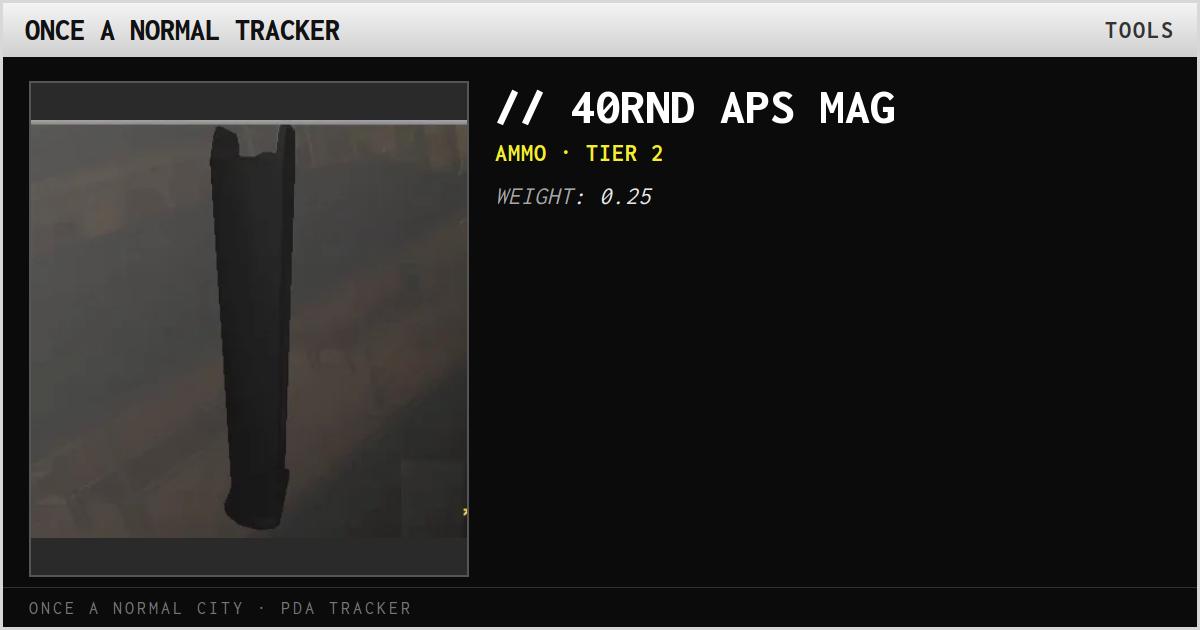 ONCE A NORMAL TRACKER
TOOLS
// 40RND APS MAG
AMMO · TIER 2
WEIGHT: 0.25
ONCE A NORMAL CITY · PDA TRACKER